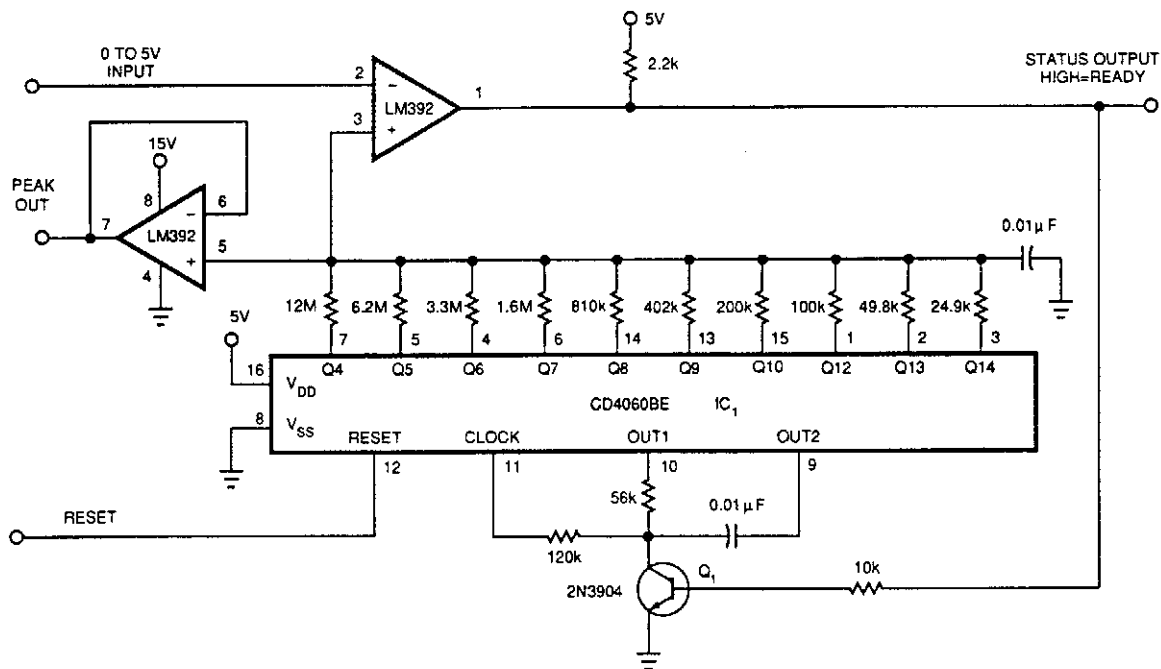 5V
0 TO 5V
INPUT
2.2k
STATUS OUTPUT
HIGH=READY
2
−
LM392
1
3
+
15V
PEAK
OUT
8
6
−
7
LM392
5
+
4
0.01µF
12M
6.2M
3.3M
1.6M
810k
402k
200k
100k
49.8k
24.9k
5V
7
5
4
6
14
13
15
1
2
3
16
Q4
Q5
Q6
Q7
Q8
Q9
Q10
Q12
Q13
Q14
VDD
CD4060BE
IC1
8
VSS
RESET
CLOCK
OUT1
OUT2
12
11
10
9
56k
0.01µF
RESET
120k
Q1
10k
2N3904